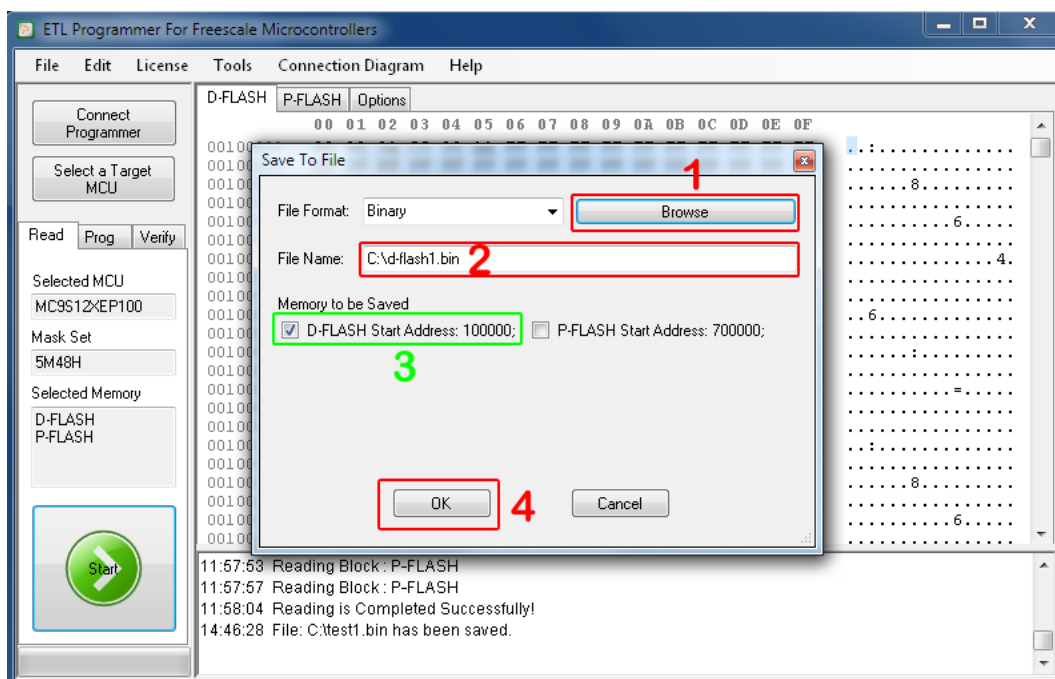 ETL Programmer For Freescale Microcontrollers
File Edit License Tools Connection Diagram Help
Connect
Programmer
Select a Target
MCU
Read Prog Verify
Selected MCU
MC9S12XEP100
Mask Set
5M48H
Selected Memory
D-FLASH
P-FLASH
Start
D-FLASH P-FLASH Options
00 01 02 03 04 05 06 07 08 09 0A 0B 0C 0D 0E 0F
Save To File
1
File Format: Binary Browse
File Name: C:\d-flash1.bin 2
Memory to be Saved
D-FLASH Start Address: 100000; P-FLASH Start Address: 700000;
3
OK 4 Cancel
11:57:53 Reading Block : P-FLASH
11:57:57 Reading Block : P-FLASH
11:58:04 Reading is Completed Successfully!
14:46:28 File: C:\test1.bin has been saved.